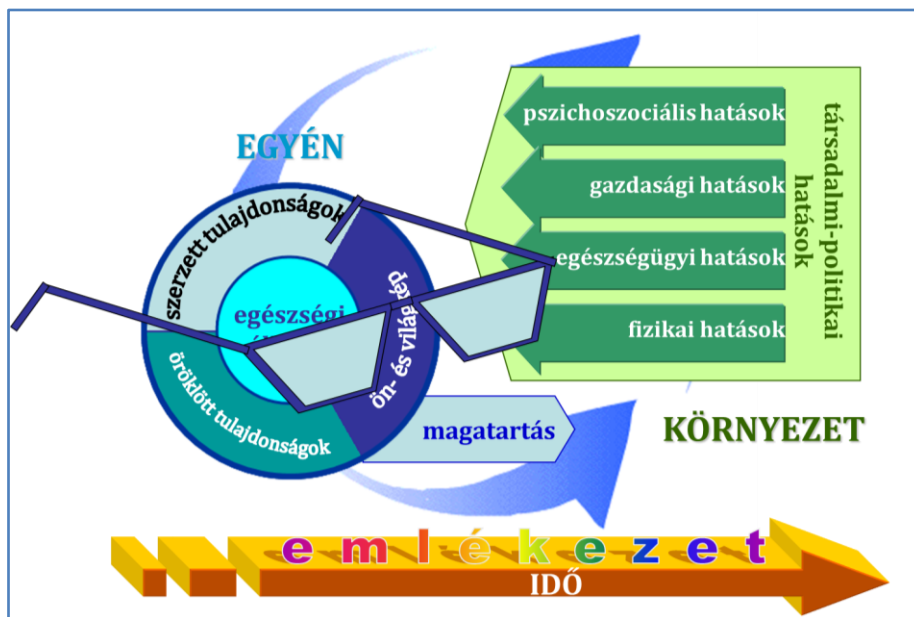 EGYÉN
szerzett tulajdonságok
egészségi
ön- és világkép
öröklött tulajdonságok
magatartás
pszichoszociális hatások
gazdasági hatások
egészségügyi hatások
fizikai hatások
társadalmi-politikai
hatások
KÖRNYEZET
emlékezet
IDŐ